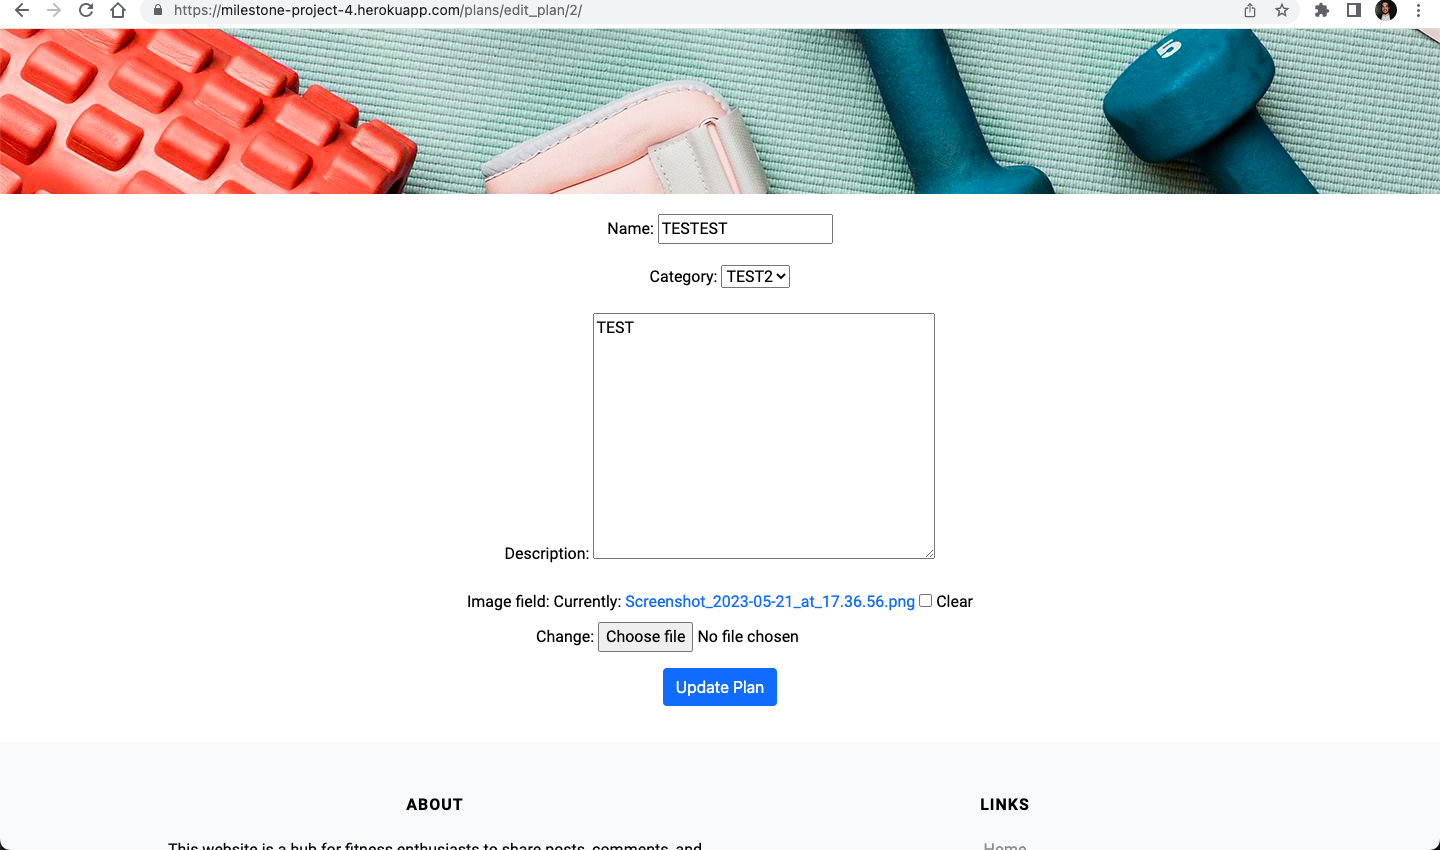 https://milestone-project-4.herokuapp.com/plans/edit_plan/2/
5
Name: TESTEST
Category: TEST2
TEST
Description:
Image field: Currently: Screenshot_2023-05-21_at_17.36.56.png Clear
Change: Choose file No file chosen
Update Plan
ABOUT
LINKS
This website is a hub for fitness enthusiasts to share posts, comments, and
Home